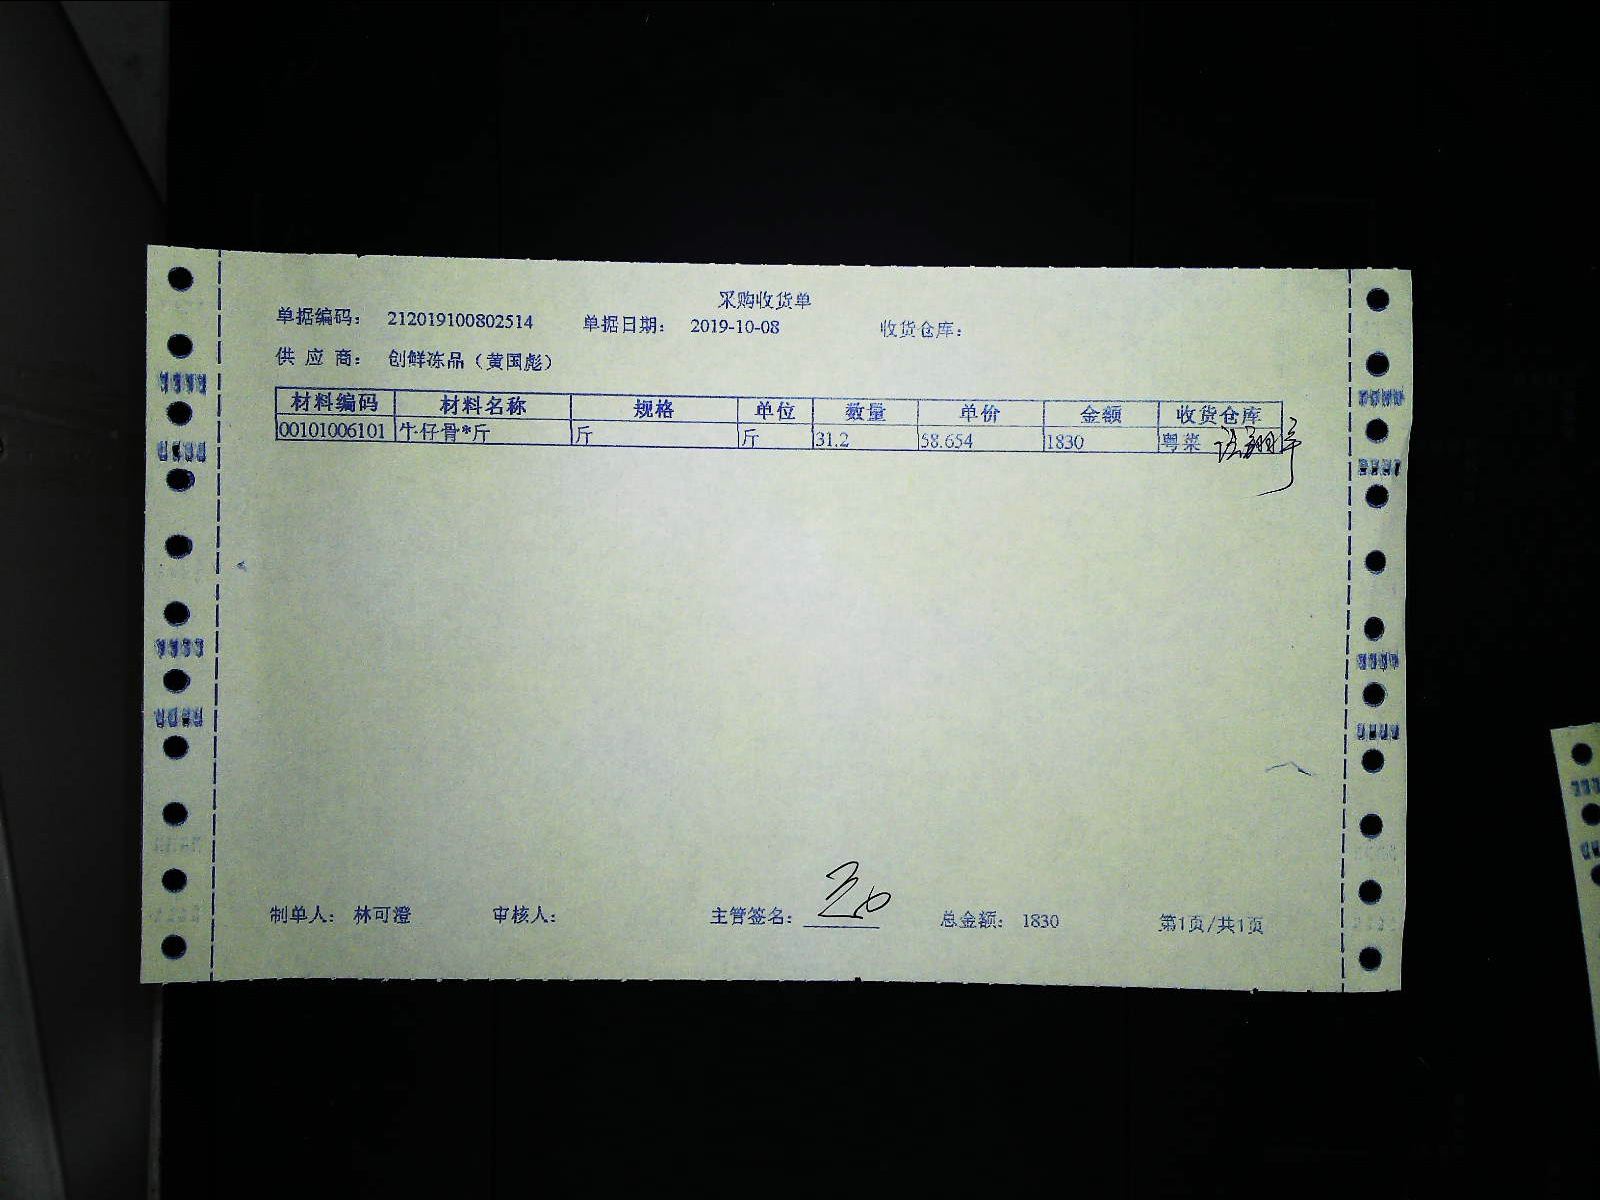 采购收货单
单据编码： 212019100802514 单据日期： 2019-10-08 收货仓库：
供 应 商： 创鲜冻品（黄国彪）
材料编码 材料名称 规格 单位 数量 单价 金额 收货仓库
00101006101 牛仔骨*斤 斤 斤 31.2 58.654 1830 粤菜
制单人： 林可澄 审核人： 主管签名： 总金额： 1830 第1页/共1页